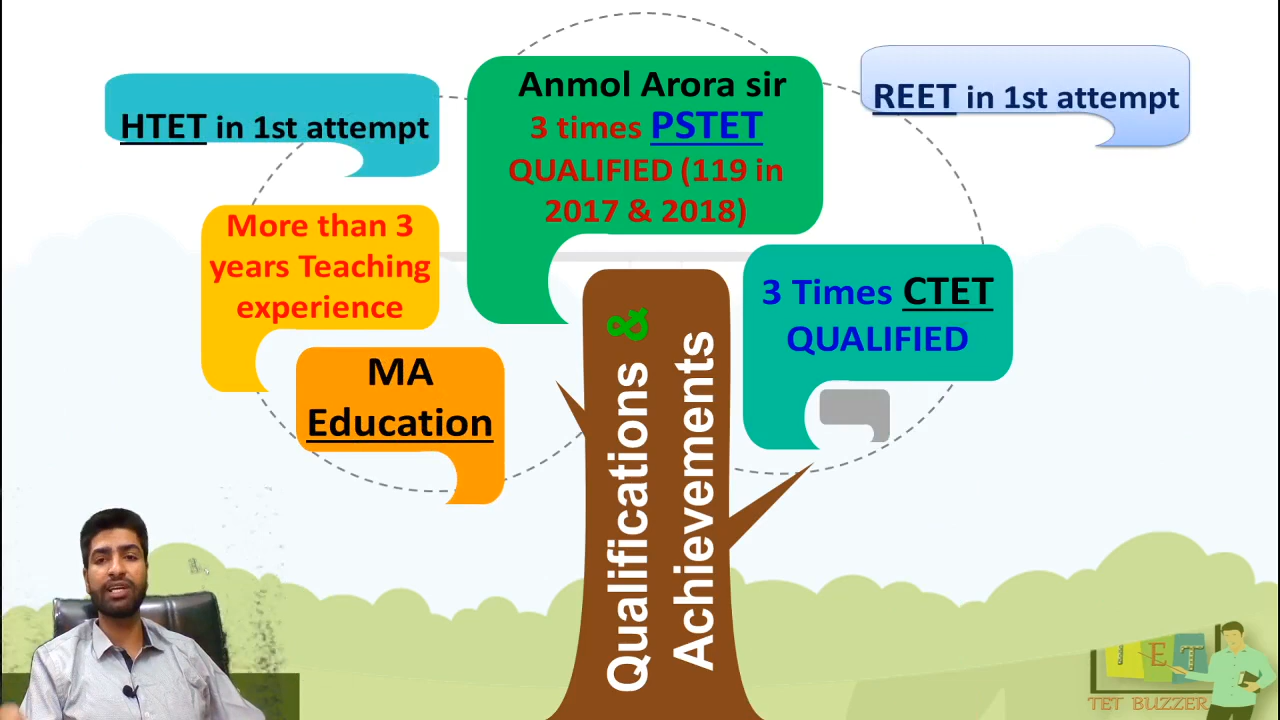 HTET in 1st attempt
Anmol Arora sir
3 times PSTET
QUALIFIED (119 in
2017 & 2018)
REET in 1st attempt
More than 3
years Teaching
experience
3 Times CTET
QUALIFIED
MA
Education
Qualifications &
Achievements
TET
TET BUZZER